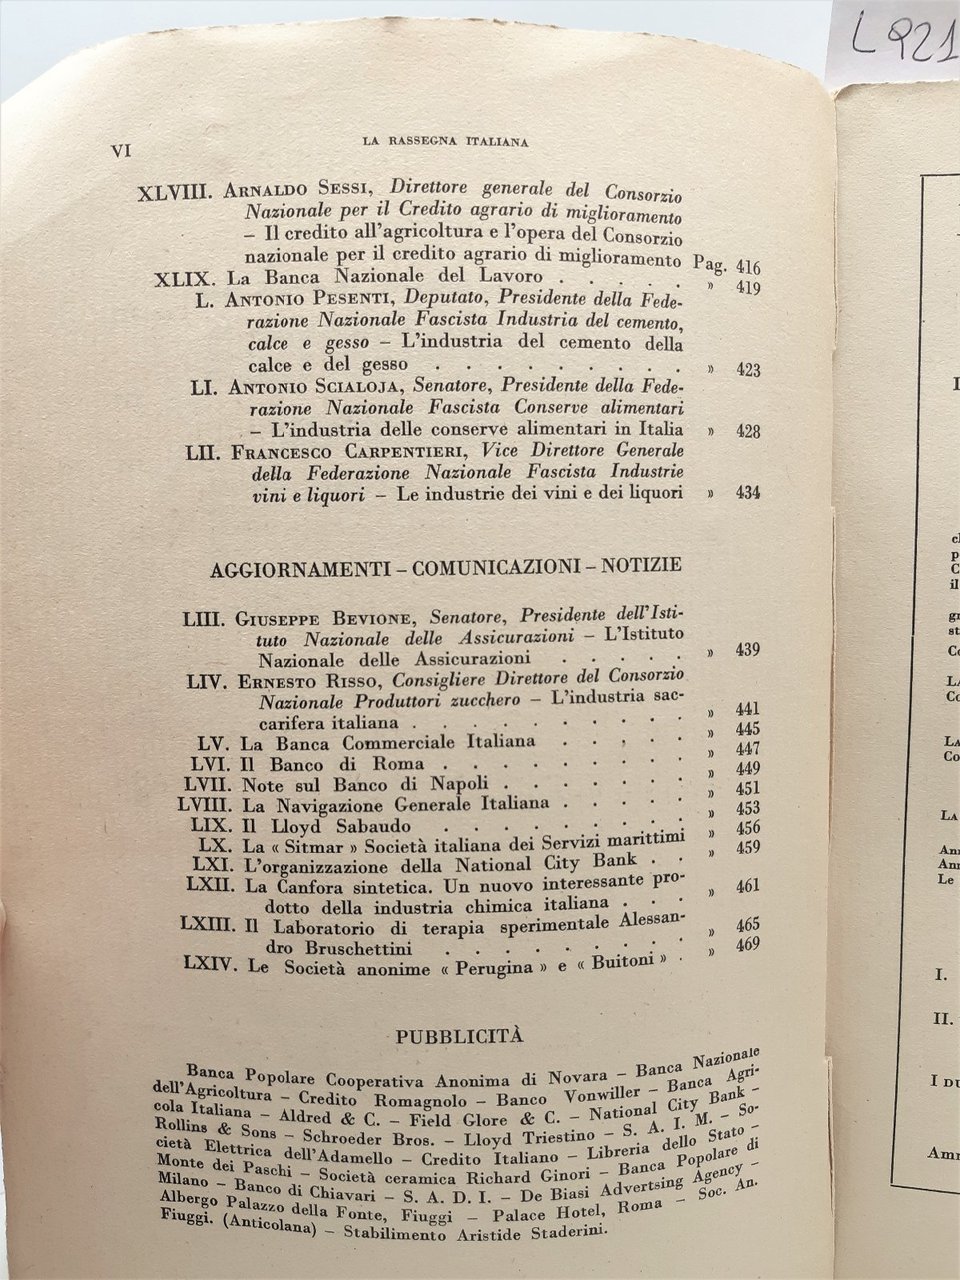 L 921
VI
LA RASSEGNA ITALIANA
XLVIII. ARNALDO SESSI, Direttore generale del Consorzio
Nazionale per il Credito agrario di miglioramento
– Il credito all'agricoltura e l'opera del Consorzio
nazionale per il credito agrario di miglioramento Pag. 416
XLIX. La Banca Nazionale del Lavoro . . . . . . » 419
L. ANTONIO PESENTI, Deputato, Presidente della Fede-
razione Nazionale Fascista Industria del cemento,
calce e gesso – L'industria del cemento della
calce e del gesso . . . . . . . . . » 423
LI. ANTONIO SCIALOJA, Senatore, Presidente della Fede-
razione Nazionale Fascista Conserve alimentari
– L'industria delle conserve alimentari in Italia » 428
LII. FRANCESCO CARPENTIERI, Vice Direttore Generale
della Federazione Nazionale Fascista Industrie
vini e liquori – Le industrie dei vini e dei liquori » 434
AGGIORNAMENTI – COMUNICAZIONI – NOTIZIE
LIII. GIUSEPPE BEVIONE, Senatore, Presidente dell'Isti-
tuto Nazionale delle Assicurazioni – L'Istituto
Nazionale delle Assicurazioni . . . . . » 439
LIV. ERNESTO RISSO, Consigliere Direttore del Consorzio
Nazionale Produttori zucchero – L'industria sac-
carifera italiana . . . . . . . . . . » 441
LV. La Banca Commerciale Italiana . . . . . » 445
LVI. Il Banco di Roma . . . . . . . . . » 447
LVII. Note sul Banco di Napoli . . . . . . . » 449
LVIII. La Navigazione Generale Italiana . . . . . » 451
LIX. Il Lloyd Sabaudo . . . . . . . . . » 453
LX. La « Sitmar » Società italiana dei Servizi marittimi » 456
LXI. L'organizzazione della National City Bank . . » 459
LXII. La Canfora sintetica. Un nuovo interessante pro-
dotto della industria chimica italiana . . . » 461
LXIII. Il Laboratorio di terapia sperimentale Alessan-
dro Bruschettini . . . . . . . . . » 465
LXIV. Le Società anonime « Perugina » e « Buitoni » . » 469
PUBBLICITÀ
Banca Popolare Cooperativa Anonima di Novara – Banca Nazionale
dell'Agricoltura – Credito Romagnolo – Banco Vonwiller – Banca Agri-
cola Italiana – Aldred & C. – Field Glore & C. – National City Bank –
Rollins & Sons – Schroeder Bros. – Lloyd Triestino – S. A. I. M. – So-
cietà Elettrica dell'Adamello – Credito Italiano – Libreria dello Stato –
Monte dei Paschi – Società ceramica Richard Ginori – Banca Popolare di
Milano – Banco di Chiavari – S. A. D. I. – De Biasi Advertsing Agency –
Albergo Palazzo della Fonte, Fiuggi – Palace Hotel, Roma – Soc. An.
Fiuggi. (Anticolana) – Stabilimento Aristide Staderini.
I.
II.
I DU